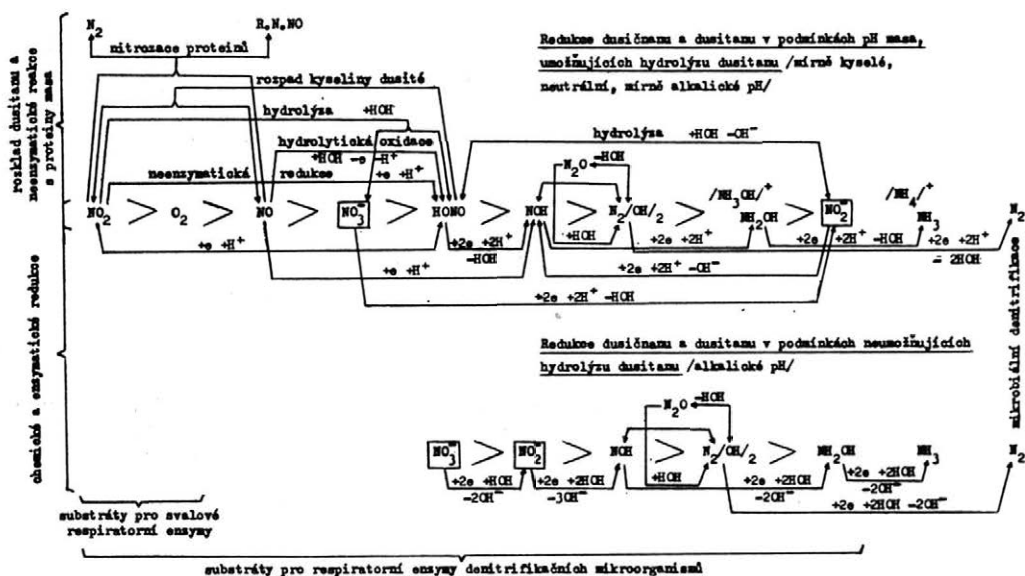 N2
R.N.NO
nitrozace proteinů
Redukce dusičnanu a dusitanu v podmínkách pH masa,
umožňujících hydrolýzu dusitanu /mírně kyselé,
neutrální, mírně alkalické pH/
rozklad dusitanu a
neenzymatické reakce
s proteiny masa
rozpad kyseliny dusité
hydrolýza +HOH
hydrolýza +HOH -OH⁻
hydrolytická oxidace
+HOH -e -H⁺
N2O -HOH
neenzymatická redukce +e +H⁺
/NH3OH/⁺
/NH4/⁺
NO2 > O2 > NO > NO3⁻ > HONO > NOH > N2/OH/2 > NH2OH > NO2⁻ > NH3
N2
+e +H⁺
+2e +2H⁺
-HOH
+HOH
+2e +2H⁺
+2e +2H⁺ -HOH
+2e +2H⁺
- 2HOH
+e +H⁺
+2e +2H⁺ -OH⁻
+2e +2H⁺ -HOH
chemické a enzymatické redukce
mikrobiální denitrifikace
Redukce dusičnanu a dusitanu v podmínkách neumožňujících
hydrolýzu dusitanu /alkalické pH/
N2O -HOH
NO3⁻ > NO2⁻ > NOH > N2/OH/2 > NH2OH NH3
N2
+2e +HOH
-2OH⁻
+2e +2HOH
-3OH⁻
+HOH
+2e +2HOH
-2OH⁻
+2e +2HOH
-2OH⁻
+2e +2HOH -2OH⁻
substráty pro svalové
respiratorní enzymy
substráty pro respiratorní enzymy denitrifikačních mikroorganismů